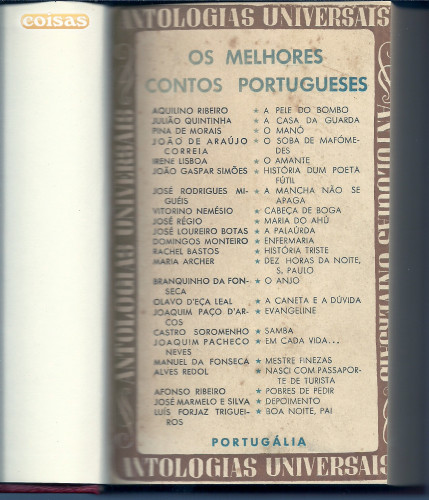 coisas
ANTOLOGIAS UNIVERSAIS
OS MELHORES
CONTOS PORTUGUESES
AQUILINO RIBEIRO ★ A PELE DO BOMBO
JULIÃO QUINTINHA ★ A CASA DA GUARDA
PINA DE MORAIS ★ O MANÔ
JOÃO DE ARAÚJO ★ O SOBA DE MAFÓME-
CORREIA DES
IRENE LISBOA ★ O AMANTE
JOÃO GASPAR SIMÕES ★ HISTÓRIA DUM POETA
FÚTIL
JOSÉ RODRIGUES MI- ★ A MANCHA NÃO SE
GUÉIS APAGA
VITORINO NEMÉSIO ★ CABEÇA DE BOGA
JOSÉ RÉGIO ★ MARIA DO AHÚ
JOSÉ LOUREIRO BOTAS ★ A PALAÚRDA
DOMINGOS MONTEIRO ★ ENFERMARIA
RACHEL BASTOS ★ HISTÓRIA TRISTE
MARIA ARCHER ★ DEZ HORAS DA NOITE,
S. PAULO
BRANQUINHO DA FON- ★ O ANJO
SECA
OLAVO D'EÇA LEAL ★ A CANETA E A DÚVIDA
JOAQUIM PAÇO D'AR- ★ EVANGELINE
COS
CASTRO SOROMENHO ★ SAMBA
JOAQUIM PACHECO ★ EM CADA VIDA...
NEVES
MANUEL DA FONSECA ★ MESTRE FINEZAS
ALVES REDOL ★ NASCI COM PASSAPOR-
TE DE TURISTA
AFONSO RIBEIRO ★ POBRES DE PEDIR
JOSÉ MARMELO E SILVA ★ DEPOIMENTO
LUÍS FORJAZ TRIGUEI- ★ BOA NOITE, PAI
ROS
PORTUGÁLIA
ANTOLOGIAS UNIVERSAIS
ANTOLOGIAS UNIVERSAIS
ANTOLOGIAS UNIVERSAIS